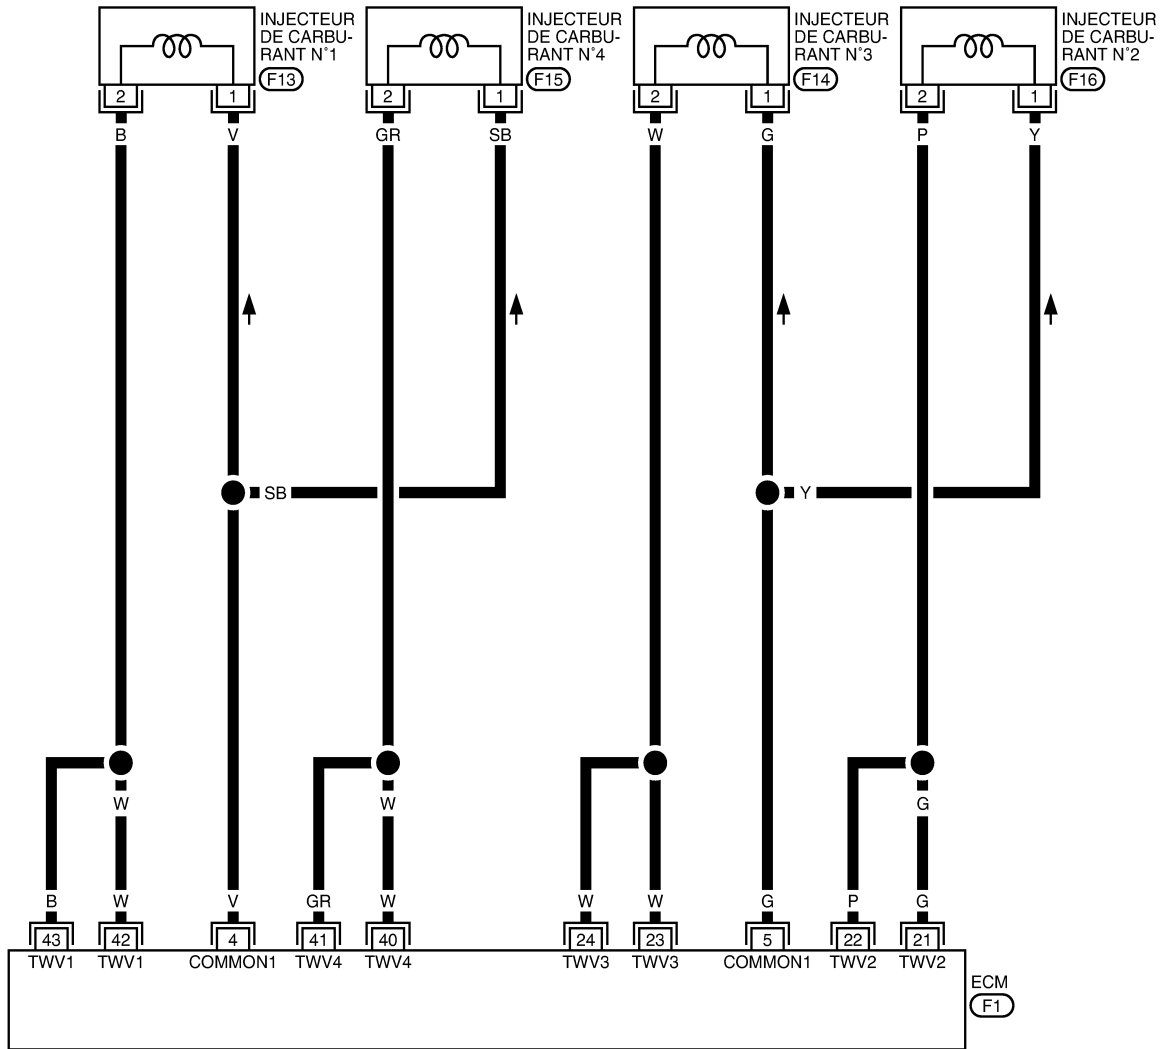 INJECTEUR
DE CARBU-
RANT N°1
F13
INJECTEUR
DE CARBU-
RANT N°4
F15
INJECTEUR
DE CARBU-
RANT N°3
F14
INJECTEUR
DE CARBU-
RANT N°2
F16
2 1 2 1 2 1 2 1
B V GR SB W G P Y
SB Y
W W G
B W V GR W W W G P G
43 42 4 41 40 24 23 5 22 21
TWV1 TWV1 COMMON1 TWV4 TWV4 TWV3 TWV3 COMMON1 TWV2 TWV2
ECM
F1